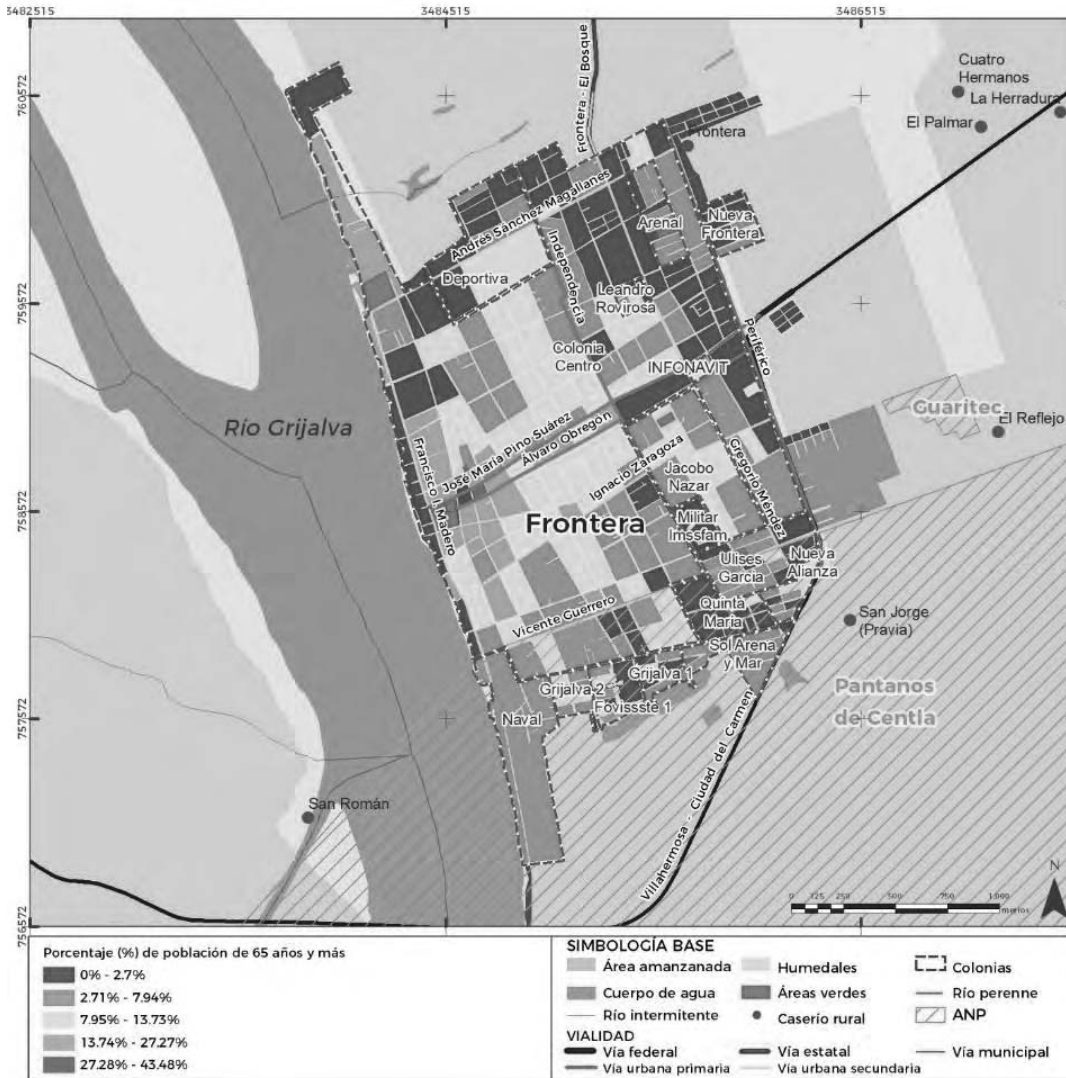 3482515
3484515
3486515
760572
759572
758572
757572
756572
Cuatro
Hermanos
La Herradura
El Palmar
Frontera - El Bosque
Frontera
Andrés Sánchez Magallanes
Arenal
Nueva
Frontera
Independencia
Deportiva
Leandro
Rovirosa
Colonia
Centro
INFONAVIT
Periférico
Río Grijalva
Guaritec
El Reflejo
José María Pino Suárez
Álvaro Obregón
Francisco I. Madero
Ignacio Zaragoza
Gregorio Méndez
Jacobo
Nazar
Frontera
Militar
Imssfam
Ulises
García
Nueva
Alianza
Vicente Guerrero
Quinta
María
San Jorge
(Pravia)
Sol Arena
y Mar
Grijalva 1
Grijalva 2
Fovissste 1
Naval
Pantanos
de Centla
San Román
Villahermosa - Ciudad del Carmen
N
0 125 250 500 750 1,000
metros
Porcentaje (%) de población de 65 años y más
0% - 2.7%
2.71% - 7.94%
7.95% - 13.73%
13.74% - 27.27%
27.28% - 43.48%
SIMBOLOGÍA BASE
Área amanzanada
Humedales
Colonias
Cuerpo de agua
Áreas verdes
Río perenne
Río intermitente
Caserío rural
ANP
VIALIDAD
Vía federal
Vía estatal
Vía municipal
Vía urbana primaria
Vía urbana secundaria